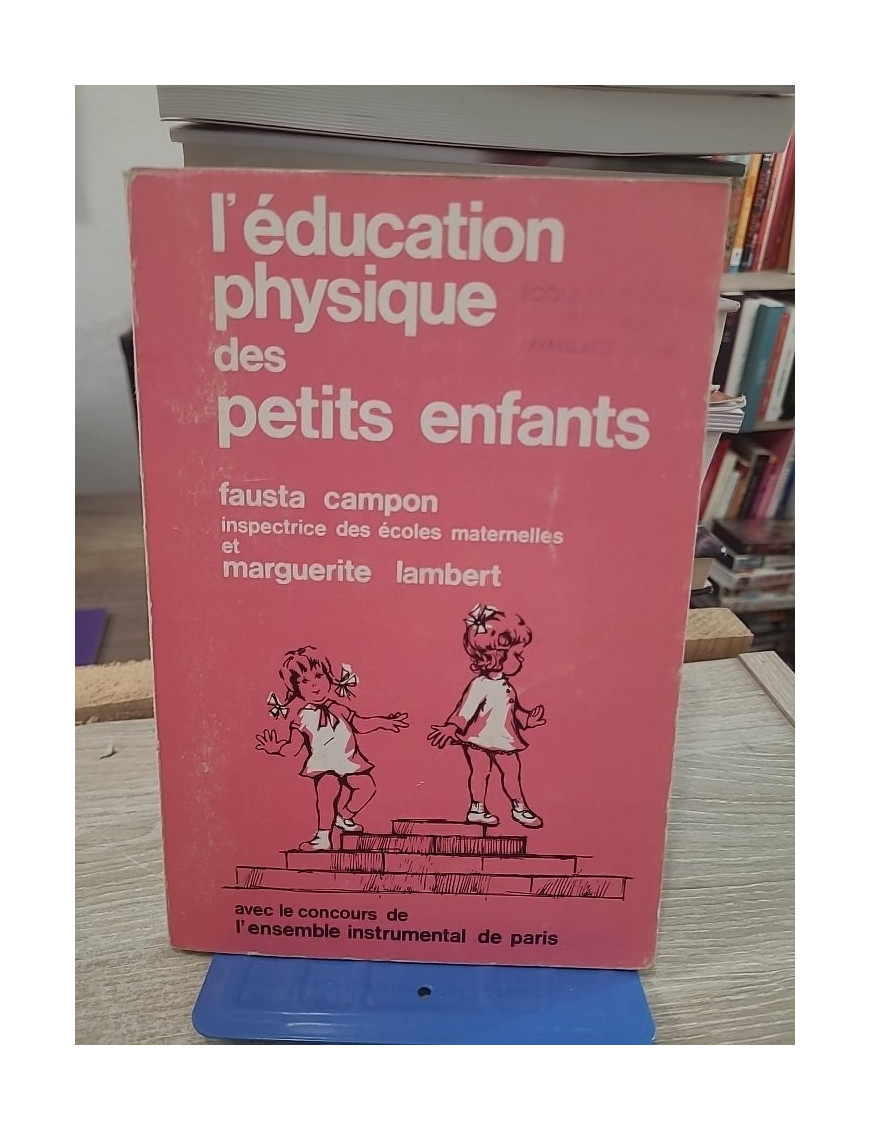 l'éducation
physique
des
petits enfants
fausta campon
inspectrice des écoles maternelles
et
marguerite lambert
avec le concours de
l'ensemble instrumental de paris